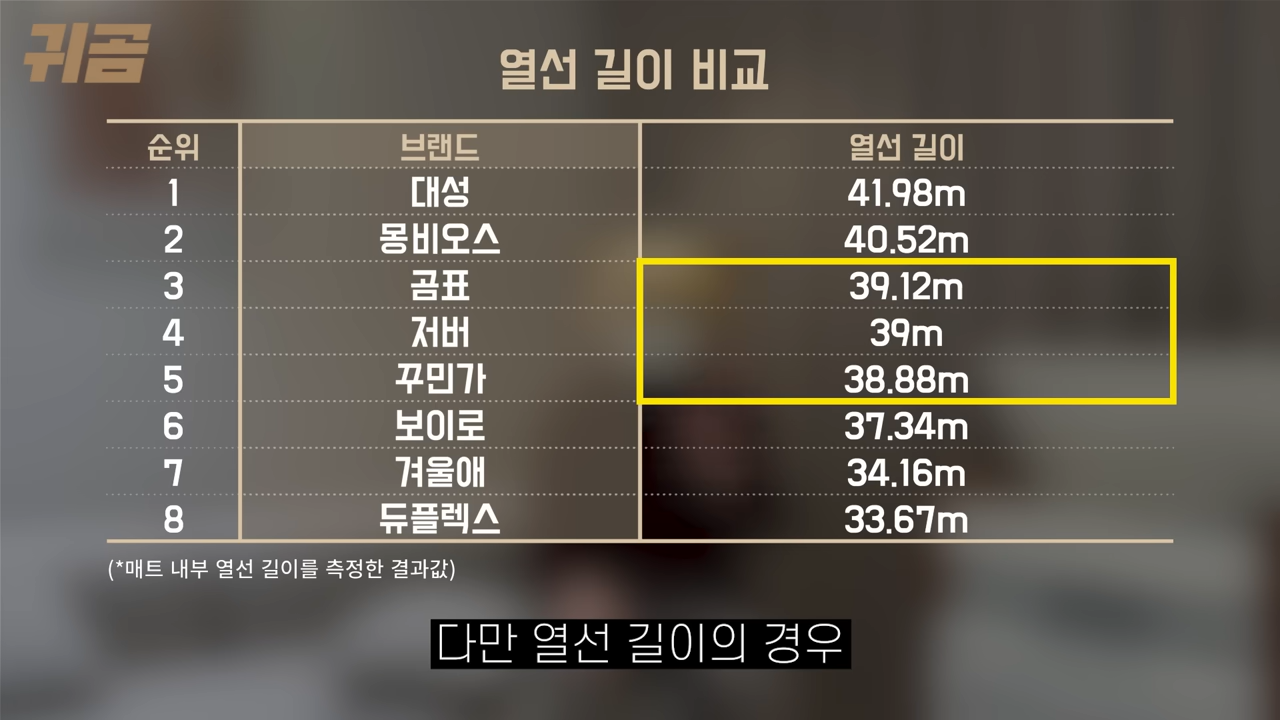 귀곰
열선 길이 비교
순위 브랜드 열선 길이
1 대성 41.98m
2 몽비오스 40.52m
3 곰표 39.12m
4 저버 39m
5 꾸민가 38.88m
6 보이로 37.34m
7 겨울애 34.16m
8 듀플렉스 33.67m
(*매트 내부 열선 길이를 측정한 결과값)
다만 열선 길이의 경우